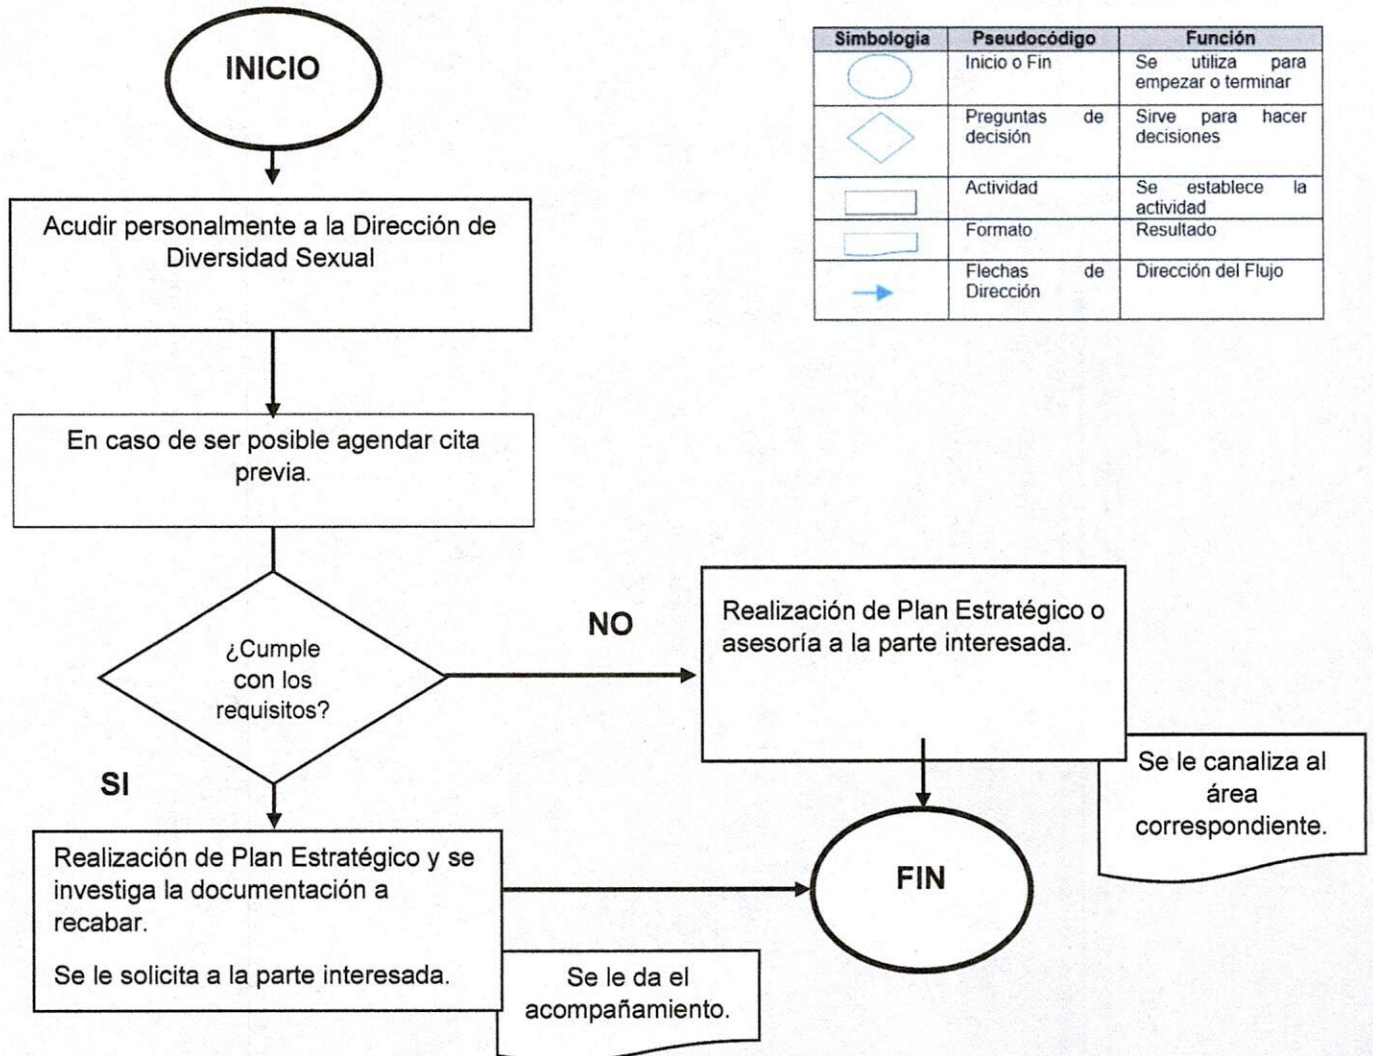 INICIO
Simbología Pseudocódigo Función
Inicio o Fin Se utiliza para
empezar o terminar
Preguntas de Sirve para hacer
decisión decisiones
Actividad Se establece la
actividad
Formato Resultado
Flechas de Dirección del Flujo
Dirección
Acudir personalmente a la Dirección de
Diversidad Sexual
En caso de ser posible agendar cita
previa.
¿Cumple
con los
requisitos?
NO
Realización de Plan Estratégico o
asesoría a la parte interesada.
Se le canaliza al
área
correspondiente.
SI
Realización de Plan Estratégico y se
investiga la documentación a
recabar.
Se le solicita a la parte interesada.
Se le da el
acompañamiento.
FIN